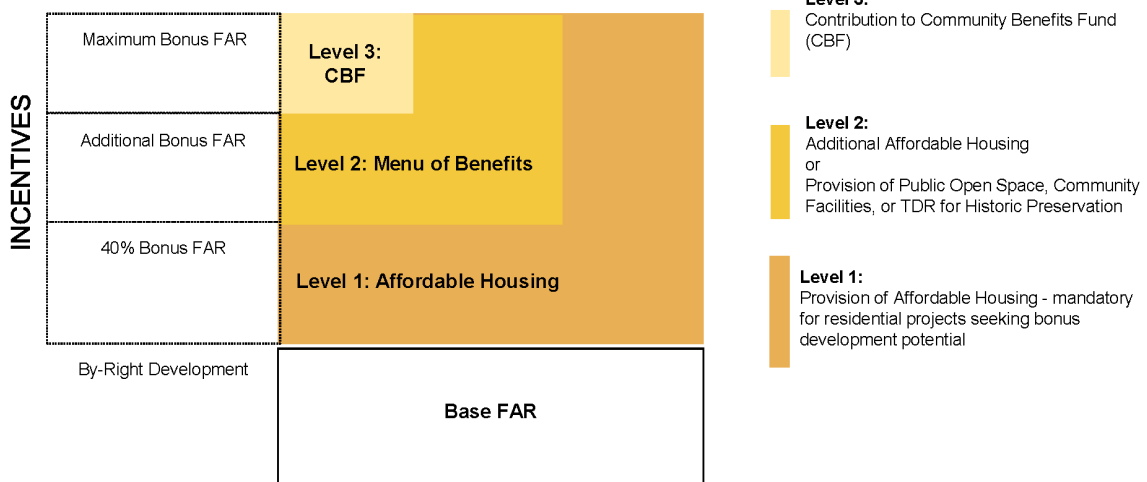 INCENTIVES
Maximum Bonus FAR
Additional Bonus FAR
40% Bonus FAR
By-Right Development
Level 3:
CBF
Level 2: Menu of Benefits
Level 1: Affordable Housing
Base FAR
Level 3:
Contribution to Community Benefits Fund
(CBF)
Level 2:
Additional Affordable Housing
or
Provision of Public Open Space, Community
Facilities, or TDR for Historic Preservation
Level 1:
Provision of Affordable Housing - mandatory
for residential projects seeking bonus
development potential